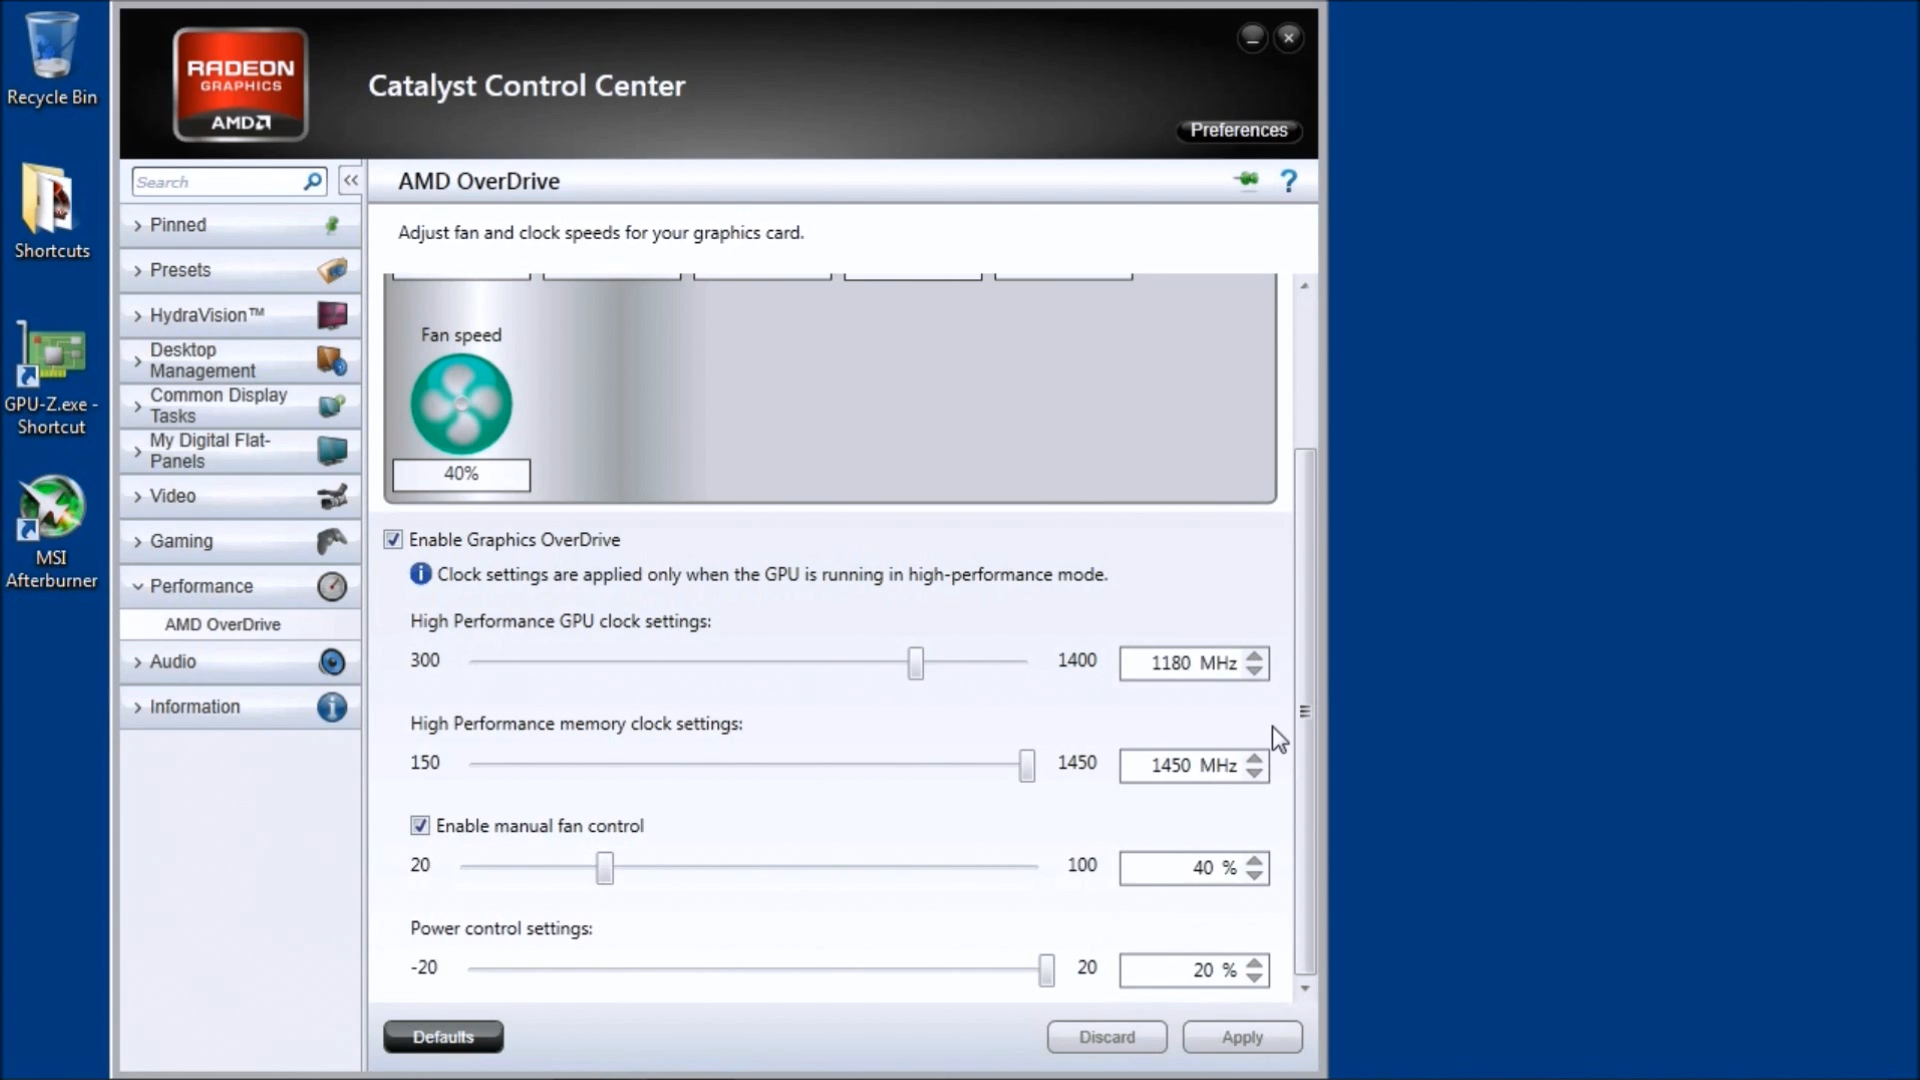 Recycle Bin
Shortcuts
GPU-Z.exe -
Shortcut
MSI
Afterburner
RADEON
GRAPHICS
AMD
Catalyst Control Center
Preferences
Search
Pinned
Presets
HydraVision™
Desktop
Management
Common Display
Tasks
My Digital Flat-
Panels
Video
Gaming
Performance
AMD OverDrive
Audio
Information
AMD OverDrive
?
Adjust fan and clock speeds for your graphics card.
Fan speed
40%
Enable Graphics OverDrive
Clock settings are applied only when the GPU is running in high-performance mode.
High Performance GPU clock settings:
300 1400 1180 MHz
High Performance memory clock settings:
150 1450 1450 MHz
Enable manual fan control
20 100 40 %
Power control settings:
-20 20 20 %
Defaults
Discard
Apply